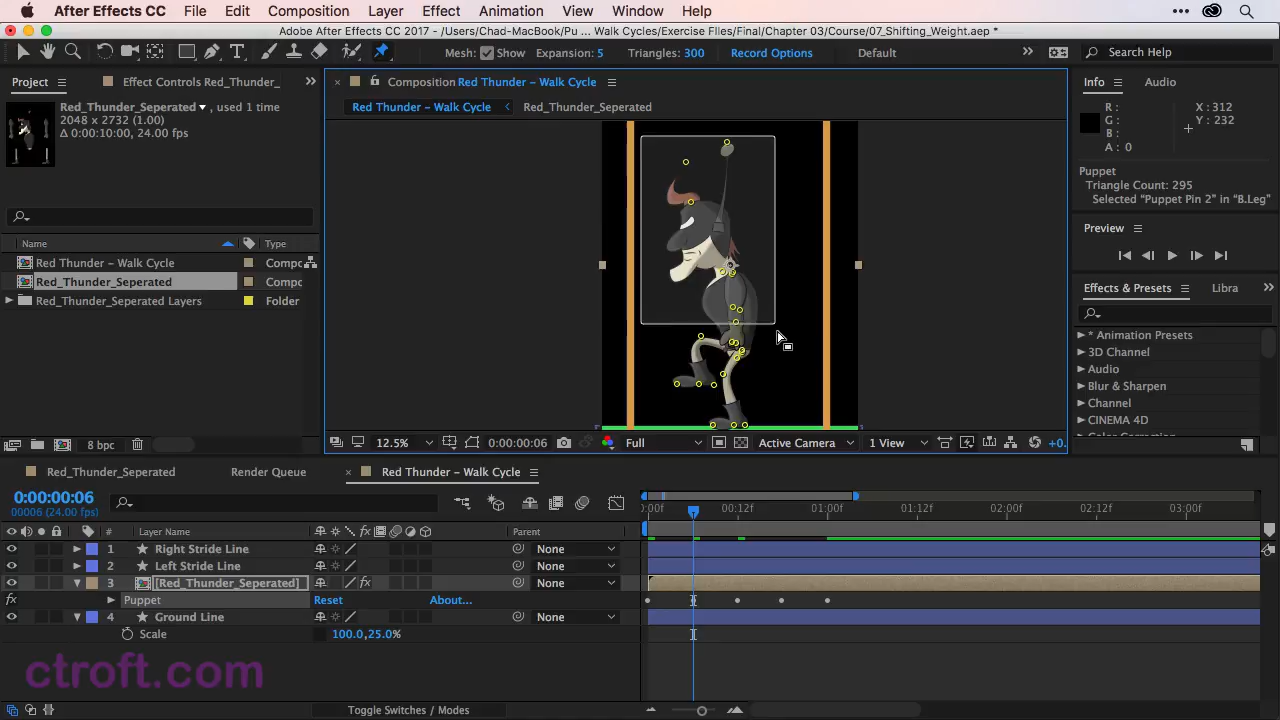 After Effects CC File Edit Composition Layer Effect Animation View Window Help
Adobe After Effects CC 2017 - /Users/Chad-MacBook/Pu ... Walk Cycles/Exercise Files/Final/Chapter 03/Course/07_Shifting_Weight.aep *
Mesh: Show Expansion: 5 Triangles: 300 Record Options Default Search Help
Project Effect Controls Red_Thunder_ Composition Red Thunder – Walk Cycle Info Audio
Red_Thunder_Seperated , used 1 time
2048 x 2732 (1.00)
Δ 0:00:10:00, 24.00 fps
Red Thunder – Walk Cycle Red_Thunder_Seperated
R:
G:
B:
A: 0
X: 312
Y: 232
Puppet
Triangle Count: 295
Selected "Puppet Pin 2" in "B.Leg"
Preview
Effects & Presets Libra
* Animation Presets
3D Channel
Audio
Blur & Sharpen
Channel
CINEMA 4D
Color Correction
Name Type
Red Thunder – Walk Cycle Compo
Red_Thunder_Seperated Compo
Red_Thunder_Seperated Layers Folder
8 bpc
12.5% 0:00:00:06 Full Active Camera 1 View +0.
Red_Thunder_Seperated Render Queue Red Thunder – Walk Cycle
0:00:00:06
00006 (24.00 fps)
:00f 00:12f 01:00f 01:12f 02:00f 02:12f 03:00f
# Layer Name fx Parent
1 Right Stride Line None
2 Left Stride Line None
3 [Red_Thunder_Seperated] fx None
fx Puppet Reset About...
4 Ground Line None
Scale 100.0,25.0%
ctroft.com
Toggle Switches / Modes